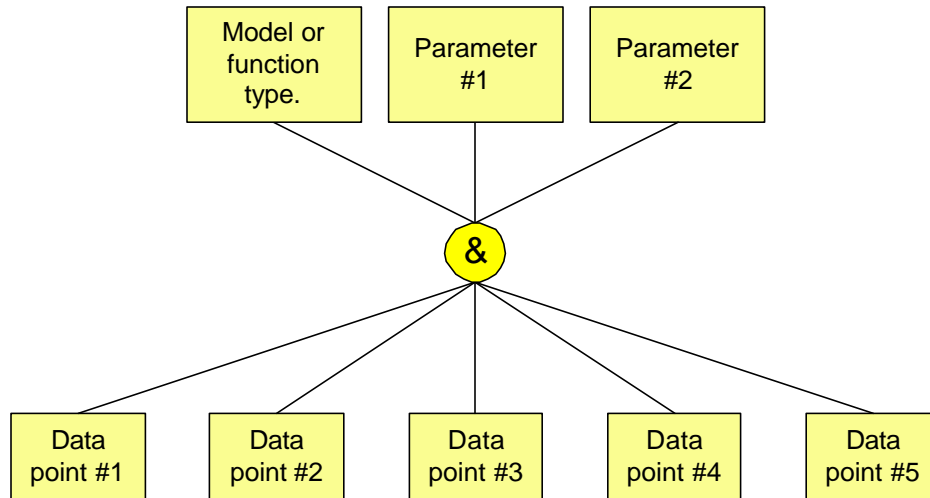 Model or
function
type.
Parameter
#1
Parameter
#2
&
Data
point #1
Data
point #2
Data
point #3
Data
point #4
Data
point #5